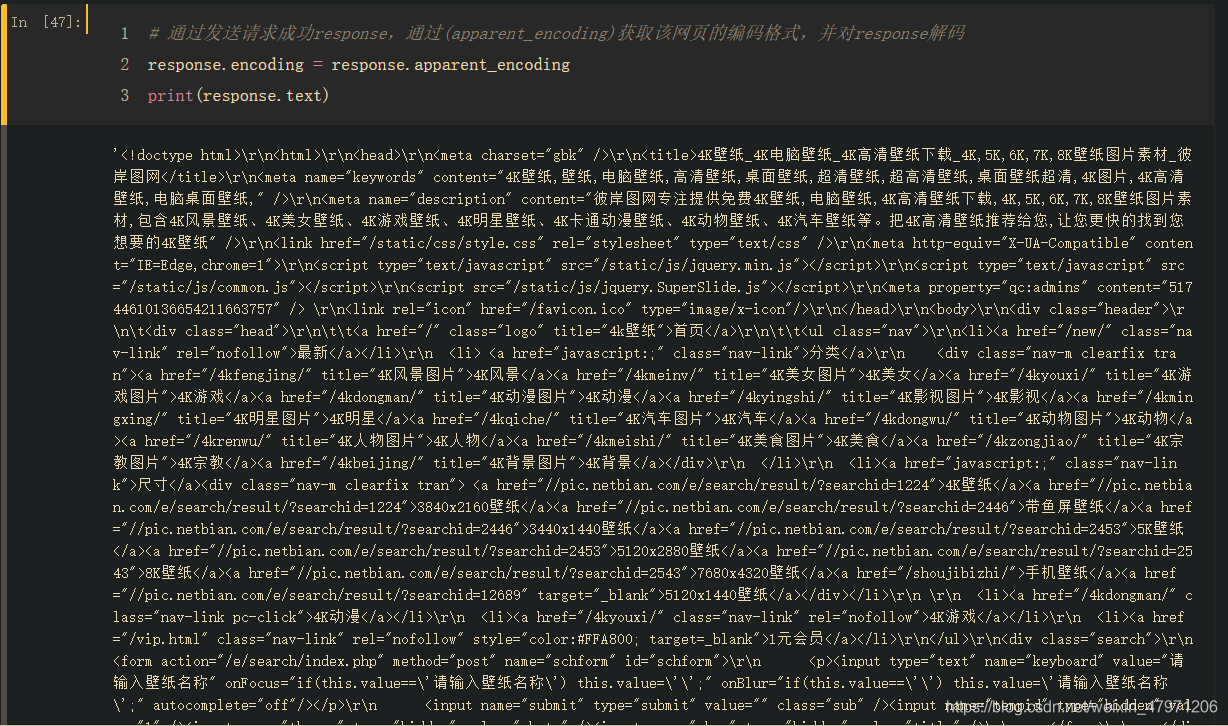 In [47]:
1 # 通过发送请求成功response，通过(apparent_encoding)获取该网页的编码格式，并对response解码
2 response.encoding = response.apparent_encoding
3 print(response.text)
'<!doctype html>\r\n<html>\r\n<head>\r\n<meta charset="gbk" />\r\n<title>4K壁纸_4K电脑壁纸_4K高清壁纸下载_4K,5K,6K,7K,8K壁纸图片素材_彼
岸图网</title>\r\n<meta name="keywords" content="4K壁纸,壁纸,电脑壁纸,高清壁纸,桌面壁纸,超清壁纸,超高清壁纸,桌面壁纸超清,4K图片,4K高清
壁纸,电脑桌面壁纸," />\r\n<meta name="description" content="彼岸图网专注提供免费4K壁纸,电脑壁纸,4K高清壁纸下载,4K,5K,6K,7K,8K壁纸图片素
材,包含4K风景壁纸、4K美女壁纸、4K游戏壁纸、4K明星壁纸、4K卡通动漫壁纸、4K动物壁纸、4K汽车壁纸等。把4K高清壁纸推荐给您,让您更快的找到您
想要的4K壁纸" />\r\n<link href="/static/css/style.css" rel="stylesheet" type="text/css" />\r\n<meta http-equiv="X-UA-Compatible" conten
t="IE=Edge,chrome=1">\r\n<script type="text/javascript" src="/static/js/jquery.min.js"></script>\r\n<script type="text/javascript" src
="/static/js/common.js"></script>\r\n<script src="/static/js/jquery.SuperSlide.js"></script>\r\n<meta property="qc:admins" content="517
44610136654211663757" /> \r\n<link rel="icon" href="/favicon.ico" type="image/x-icon"/>\r\n</head>\r\n<body>\r\n<div class="header">\r
\n\t<div class="head">\r\n\t\t<a href="/" class="logo" title="4k壁纸">首页</a>\r\n\t\t<ul class="nav">\r\n<li><a href="/new/" class="na
v-link" rel="nofollow">最新</a></li>\r\n  <li> <a href="javascript:;" class="nav-link">分类</a>\r\n    <div class="nav-m clearfix tra
n"><a href="/4kfengjing/" title="4K风景图片">4K风景</a><a href="/4kmeinv/" title="4K美女图片">4K美女</a><a href="/4kyouxi/" title="4K游
戏图片">4K游戏</a><a href="/4kdongman/" title="4K动漫图片">4K动漫</a><a href="/4kyingshi/" title="4K影视图片">4K影视</a><a href="/4kmin
gxing/" title="4K明星图片">4K明星</a><a href="/4kqiche/" title="4K汽车图片">4K汽车</a><a href="/4kdongwu/" title="4K动物图片">4K动物</a
><a href="/4krenwu/" title="4K人物图片">4K人物</a><a href="/4kmeishi/" title="4K美食图片">4K美食</a><a href="/4kzongjiao/" title="4K宗
教图片">4K宗教</a><a href="/4kbeijing/" title="4K背景图片">4K背景</a></div>\r\n  </li>\r\n  <li><a href="javascript:;" class="nav-lin
k">尺寸</a><div class="nav-m clearfix tran"> <a href="//pic.netbian.com/e/search/result/?searchid=1224">4K壁纸</a><a href="//pic.netbia
n.com/e/search/result/?searchid=1224">3840x2160壁纸</a><a href="//pic.netbian.com/e/search/result/?searchid=2446">带鱼屏壁纸</a><a href
="//pic.netbian.com/e/search/result/?searchid=2446">3440x1440壁纸</a><a href="//pic.netbian.com/e/search/result/?searchid=2453">5K壁纸
</a><a href="//pic.netbian.com/e/search/result/?searchid=2453">5120x2880壁纸</a><a href="//pic.netbian.com/e/search/result/?searchid=25
43">8K壁纸</a><a href="//pic.netbian.com/e/search/result/?searchid=2543">7680x4320壁纸</a><a href="/shoujibizhi/">手机壁纸</a><a href
="//pic.netbian.com/e/search/result/?searchid=12689" target="_blank">5120x1440壁纸</a></div></li>\r\n \r\n  <li><a href="/4kdongman/" c
lass="nav-link pc-click">4K动漫</a></li>\r\n  <li><a href="/4kyouxi/" class="nav-link" rel="nofollow">4K游戏</a></li>\r\n  <li><a href
="/vip.html" class="nav-link" rel="nofollow" style="color:#FFA800; target=_blank">1元会员</a></li>\r\n</ul>\r\n<div class="search">\r\n
<form action="/e/search/index.php" method="post" name="schform" id="schform">\r\n      <p><input type="text" name="keyboard" value="请
输入壁纸名称" onFocus="if(this.value==\'请输入壁纸名称\') this.value=\'\';" onBlur="if(this.value==\'\') this.value=\'请输入壁纸名称
\';" autocomplete="off"/></p>\r\n      <input name="submit" type="submit" value="" class="sub" /><input name="tempid" type="hidden" val
https://blog.csdn.net/weixin_47971206